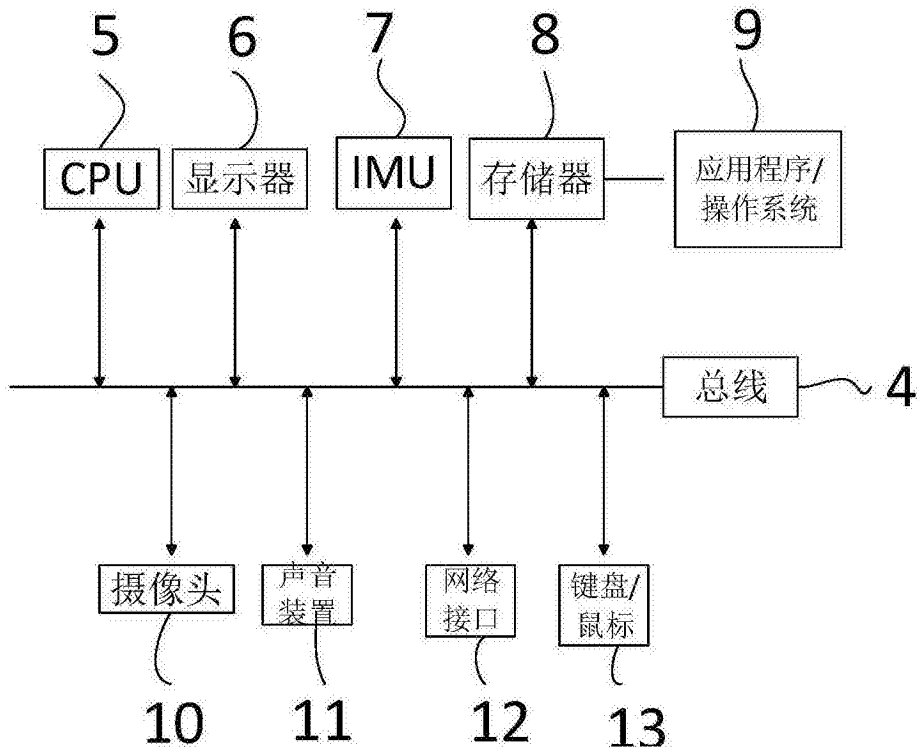 5
6
7
8
9
CPU
显示器
IMU
存储器
应用程序/
操作系统
总线
4
摄像头
声音
装置
网络
接口
键盘/
鼠标
10
11
12
13